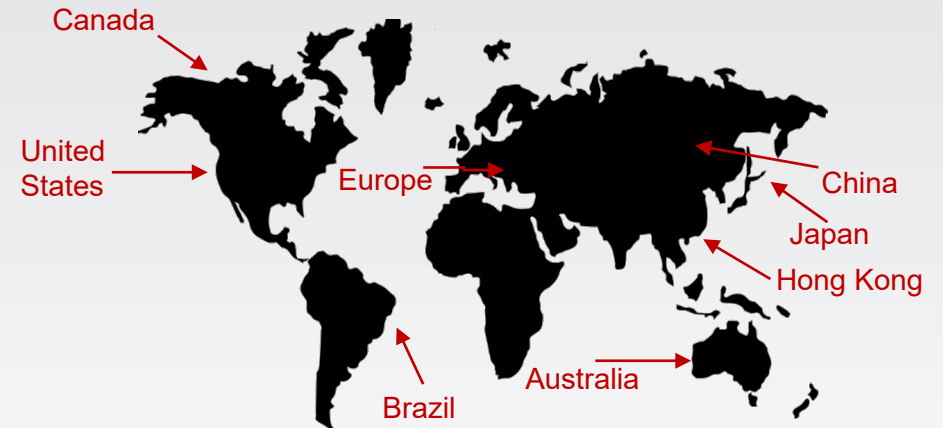 Canada
United
States
Europe
China
Japan
Hong Kong
Australia
Brazil